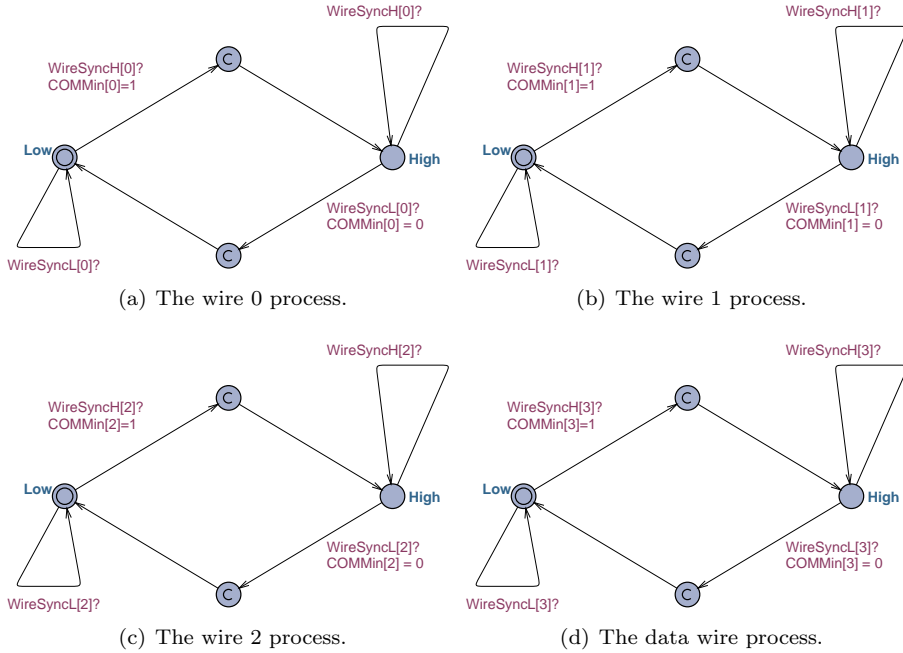 WireSyncH[0]?
WireSyncH[0]?
COMMin[0]=1
C
Low
High
WireSyncL[0]?
COMMin[0] = 0
C
WireSyncL[0]?
(a) The wire 0 process.
WireSyncH[1]?
WireSyncH[1]?
COMMin[1]=1
C
Low
High
WireSyncL[1]?
COMMin[1] = 0
C
WireSyncL[1]?
(b) The wire 1 process.
WireSyncH[2]?
WireSyncH[2]?
COMMin[2]=1
C
Low
High
WireSyncL[2]?
COMMin[2] = 0
C
WireSyncL[2]?
(c) The wire 2 process.
WireSyncH[3]?
WireSyncH[3]?
COMMin[3]=1
C
Low
High
WireSyncL[3]?
COMMin[3] = 0
C
WireSyncL[3]?
(d) The data wire process.